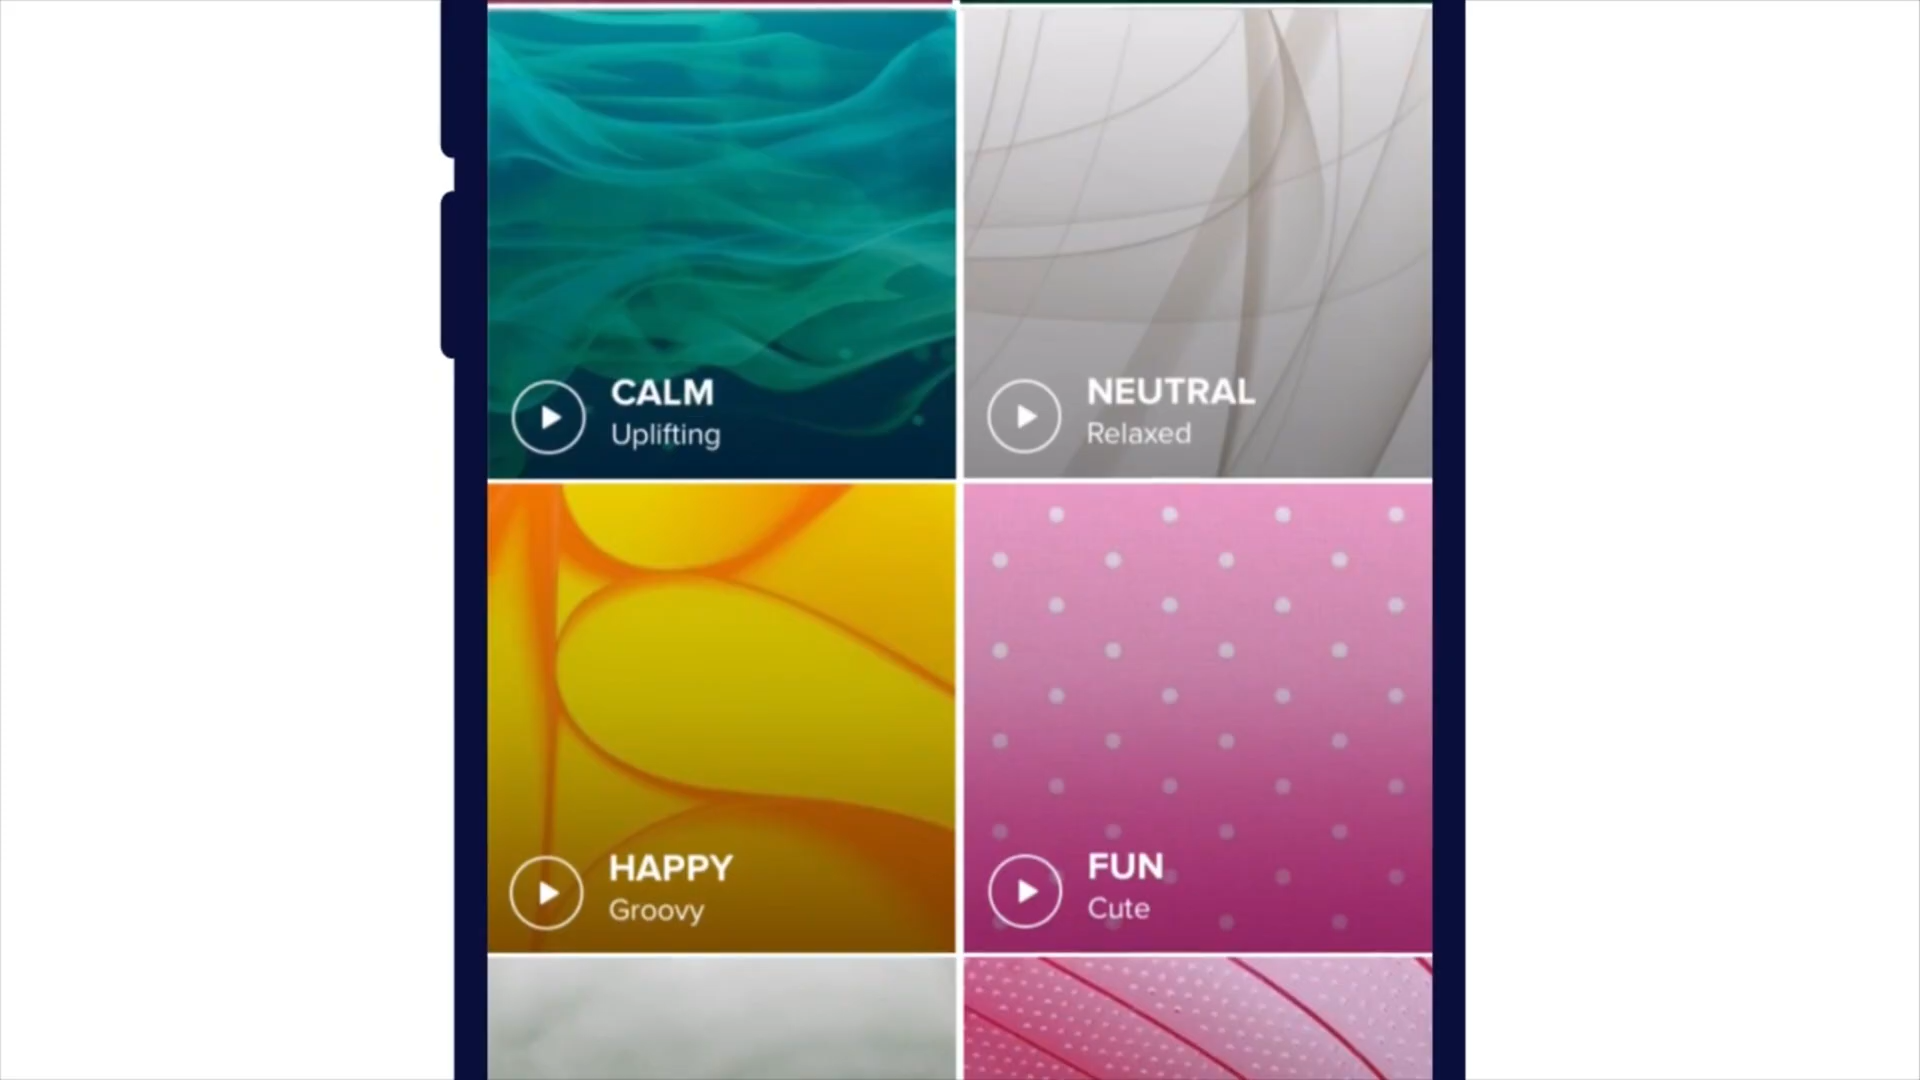 CALM
Uplifting
NEUTRAL
Relaxed
HAPPY
Groovy
FUN
Cute